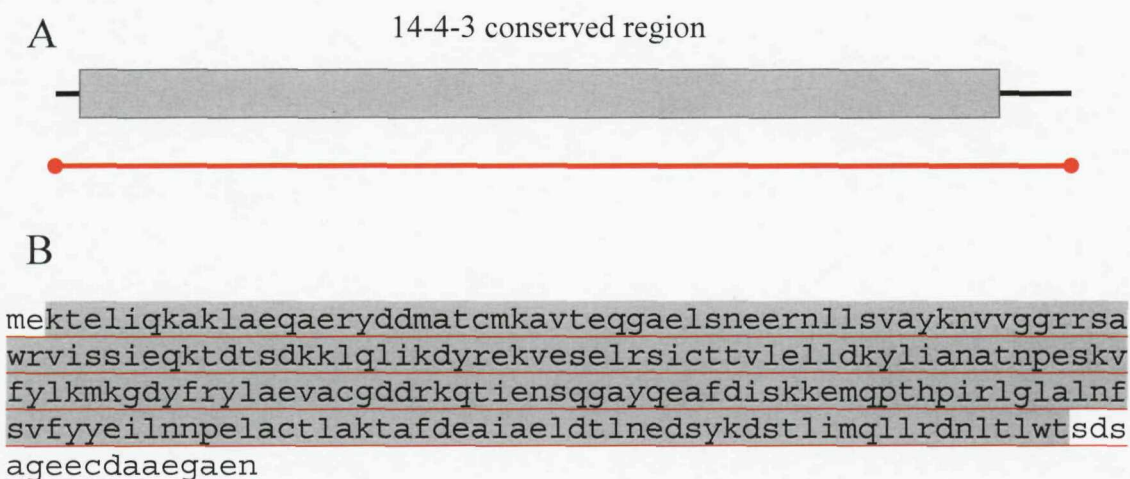 A
14-4-3 conserved region
B
mekteliqkaklaeqaeryddmatcmkavteqgaelsneernllsvayknvvggrrsa
wrvissieqktdtsdkklqlikdyrekveselrsicttvlelldkylianatnpeskv
fylkmkgdyfrylaevacgddrkqtiensqgayqeafdiskkemqpthpirlglalnf
svfyyeilnnpelactlaktafdeaiaeldtlnedsykdstlimqllrdnltlwtsds
ageecdaaegaen